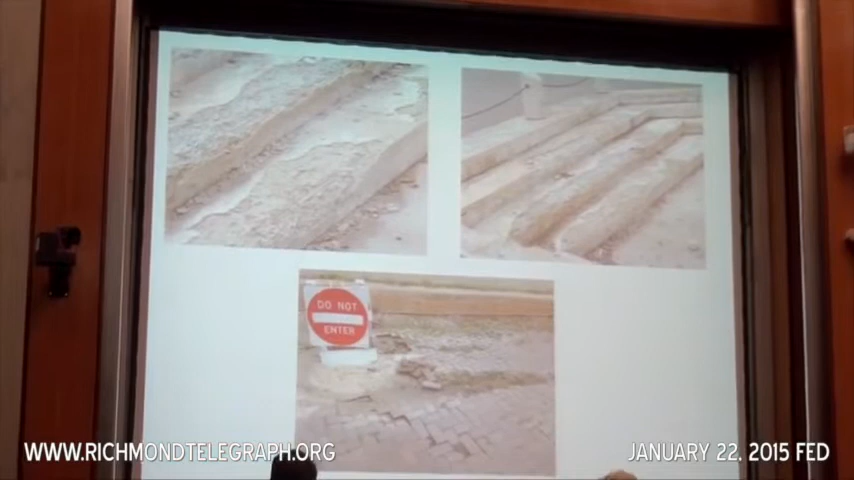 DO NOT
ENTER
WWW.RICHMONDTELEGRAPH.ORG
JANUARY 22, 2015 FED